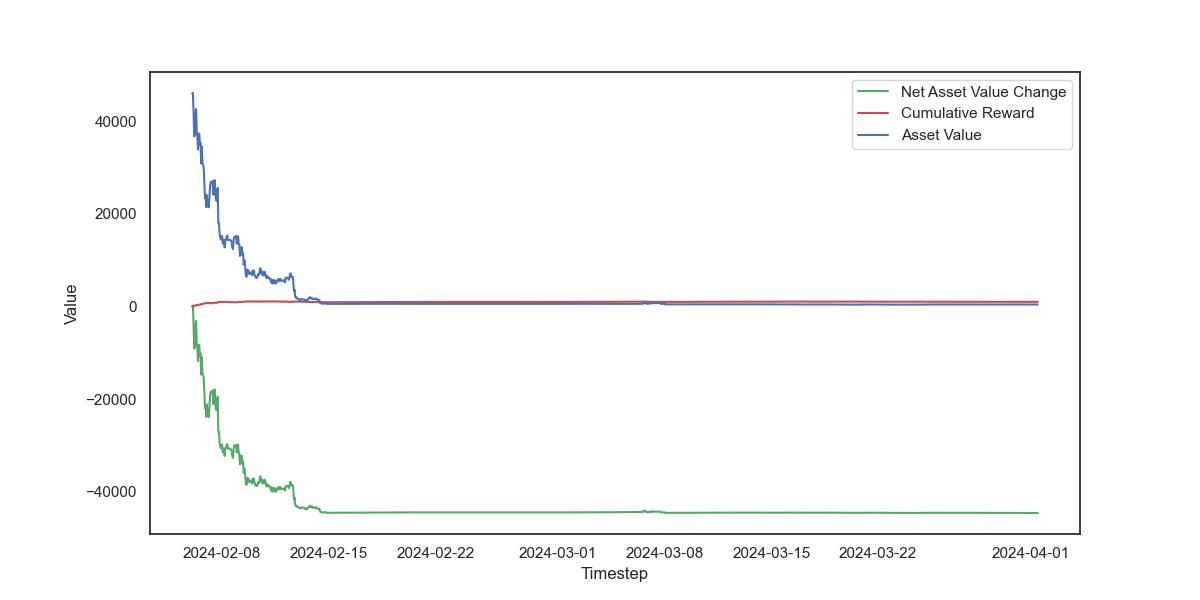 Net Asset Value Change
Cumulative Reward
Asset Value
40000
20000
0
−20000
−40000
Value
2024-02-08 2024-02-15 2024-02-22 2024-03-01 2024-03-08 2024-03-15 2024-03-22 2024-04-01
Timestep